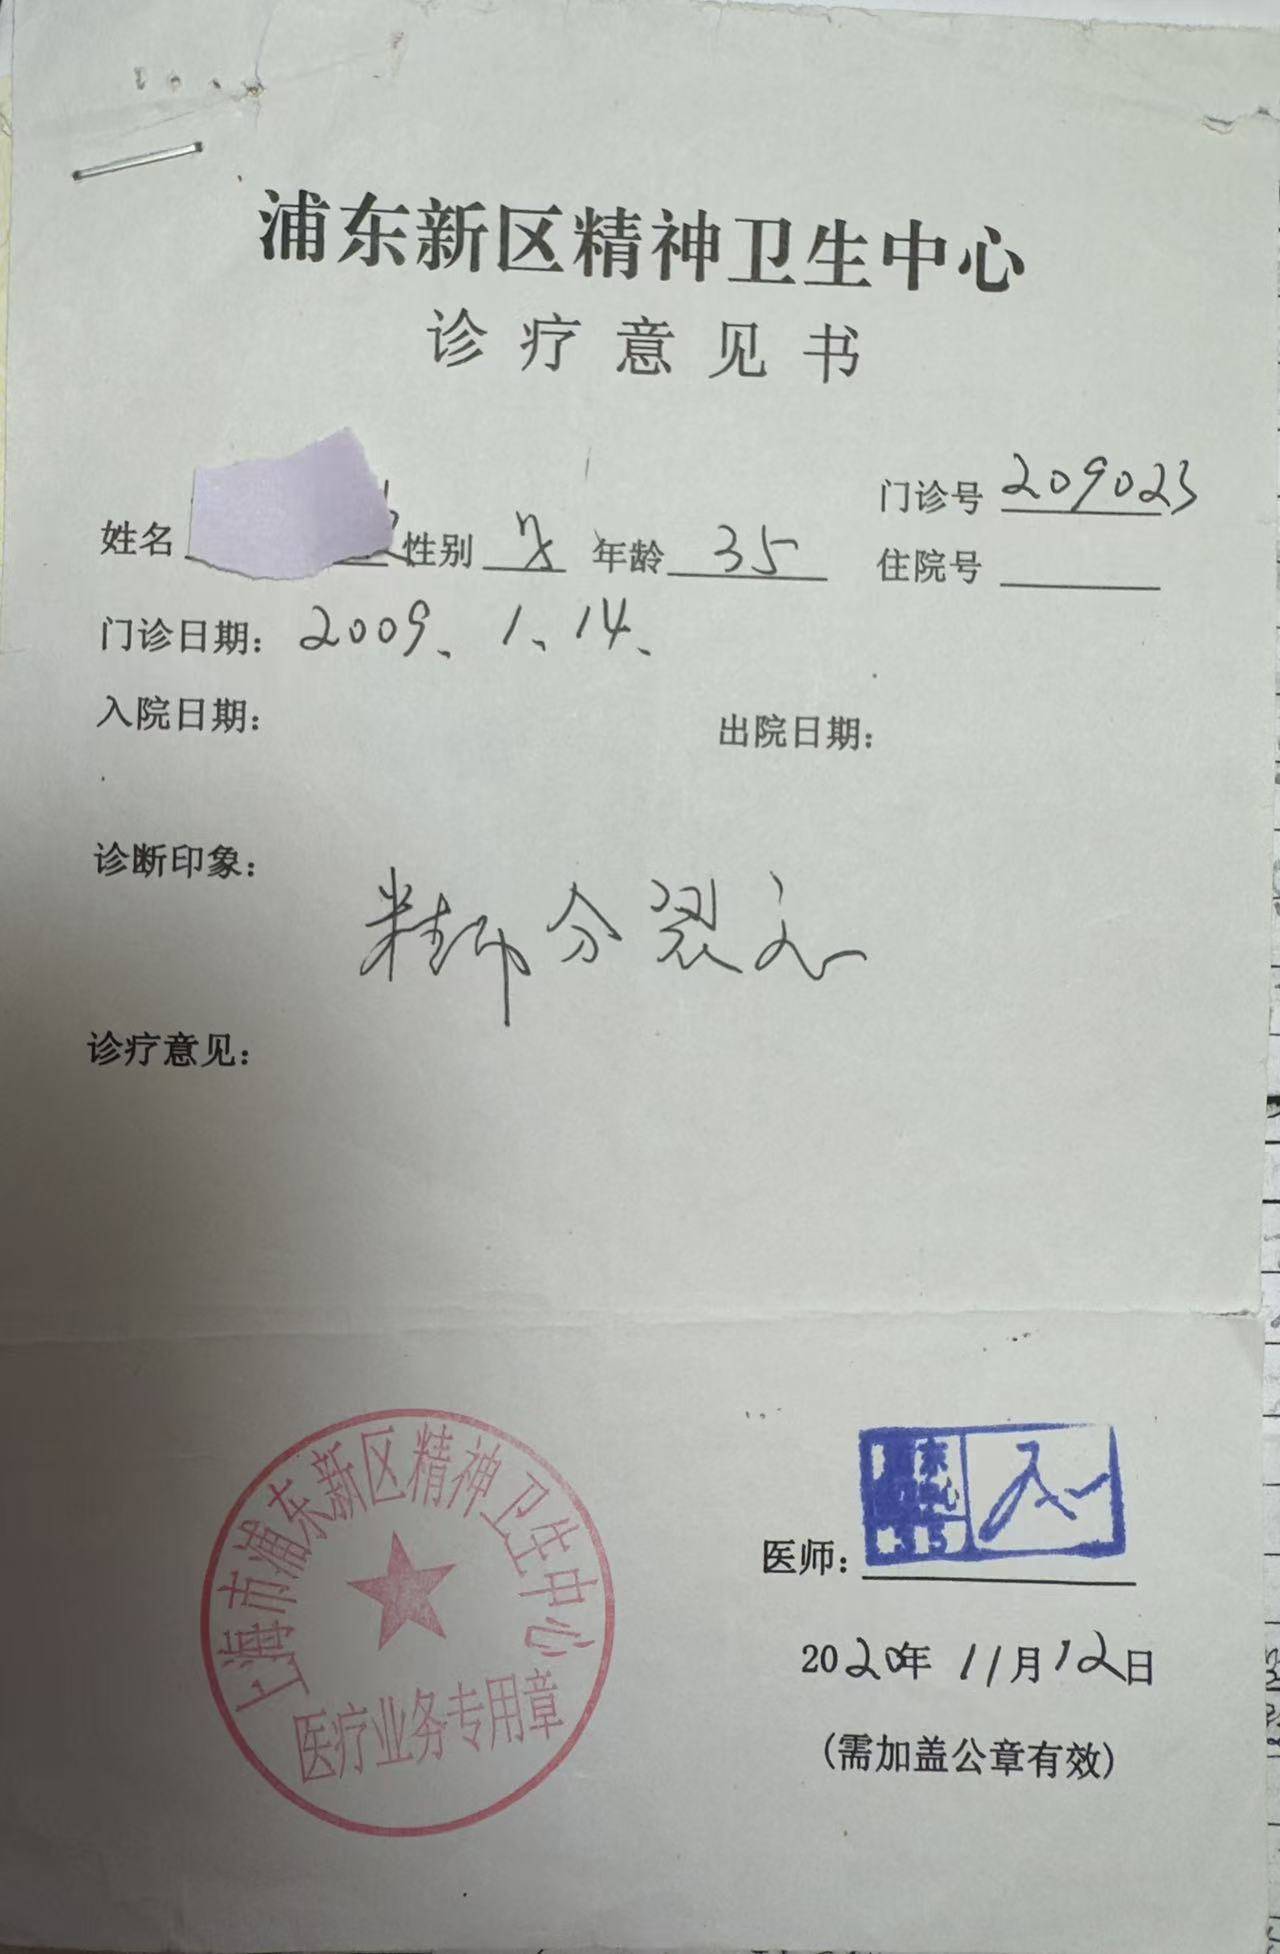 浦东新区精神卫生中心
诊疗意见书
门诊号 209023
姓名 性别 女 年龄 35 住院号
门诊日期：2009、1、14、
入院日期： 出院日期：
诊断印象：
精神分裂症
诊疗意见：
上海市浦东新区精神卫生中心
医疗业务专用章
医师：
2020年11月12日
(需加盖公章有效)